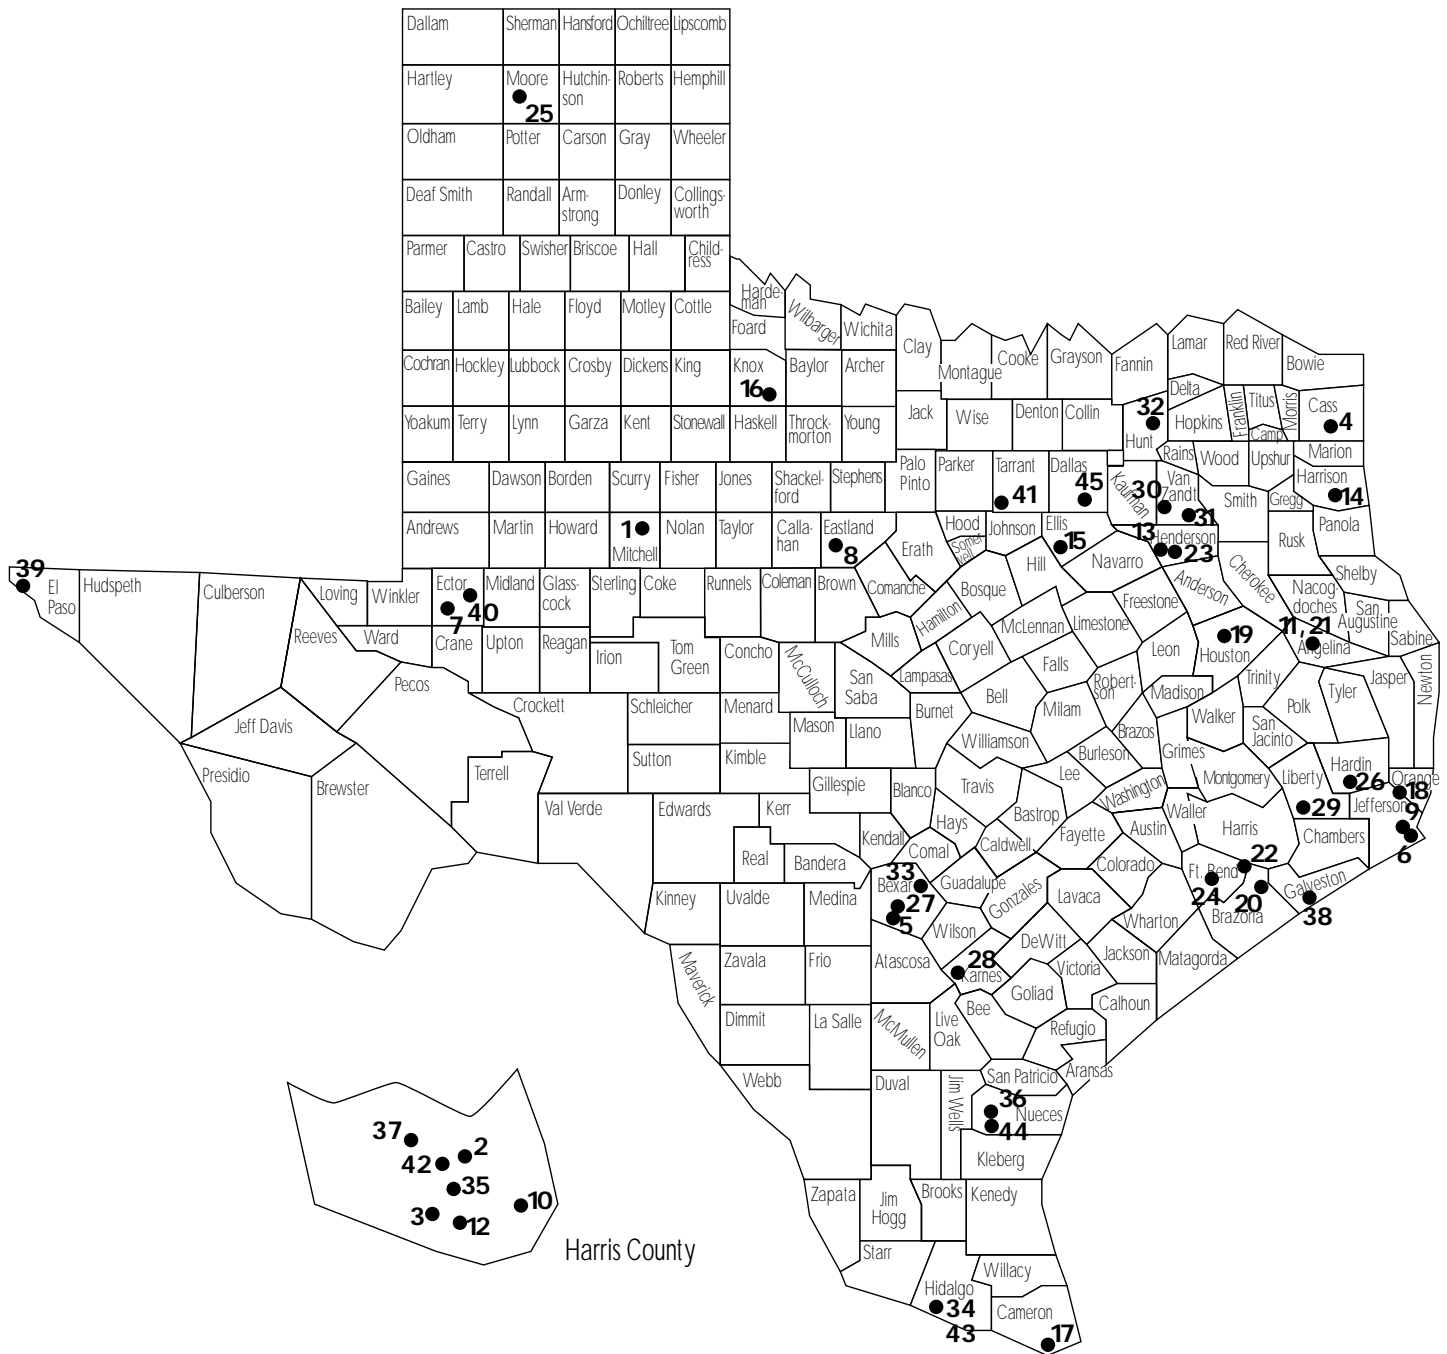 Dallam Sherman Hansford Ochiltree Lipscomb
Hartley Moore Hutchin- Roberts Hemphill
son
25
Oldham Potter Carson Gray Wheeler
Deaf Smith Randall Arm- Donley Collings-
strong worth
Parmer Castro Swisher Briscoe Hall Child-
ress
Harde-
man
Bailey Lamb Hale Floyd Motley Cottle Wilbarger
Foard Wichita
Clay Montague Cooke Grayson Fannin Lamar Red River Bowie
Cochran Hockley Lubbock Crosby Dickens King Knox Baylor Archer
16
Delta Hopkins Franklin Titus Camp Morris Cass
32 4
Yoakum Terry Lynn Garza Kent Stonewall Haskell Throck- Young
morton
Jack Wise Denton Collin Hunt
Rains Wood Upshur Marion
Gaines Dawson Borden Scurry Fisher Jones Shackel- Stephens
ford
Palo
Pinto
Parker Tarrant Dallas Kaufman Van
Zandt
Smith Gregg Harrison
41 45 30 31 14
Andrews Martin Howard Mitchell Nolan Taylor Calla- Eastland
han
1 8
Erath Hood Somer-
vell
Johnson Ellis Henderson Rusk Panola
15 13 23
39
El
Paso
Hudspeth Culberson Reeves Loving Winkler Ector Midland Glass-
cock
40
7
Sterling Coke Runnels Coleman Brown Comanche Hamilton Bosque Hill Navarro Anderson Cherokee Shelby
Ward Crane Upton Reagan Irion Tom
Green
Concho McCulloch Mills Coryell McLennan Limestone Freestone Nacog-
doches
San
Augustine
Sabine
19
Houston
11, 21
Angelina
Pecos Crockett Schleicher Menard San
Saba
Lampasas Bell Falls Robert-
son
Leon Madison Trinity Polk Tyler Jasper Newton
Jeff Davis Sutton Kimble Mason Llano Burnet Williamson Milam Brazos Burleson Grimes Walker San
Jacinto
Presidio Brewster Terrell Val Verde Edwards Kerr Gillespie Blanco Travis Lee Washington Montgomery Liberty Hardin Orange
26 18
29
Jefferson
9
6
Real Bandera Kendall Hays Comal Caldwell Bastrop Fayette Austin Waller Harris Chambers
22
Kinney Uvalde Medina Bexar Guadalupe Gonzales Lavaca Colorado Ft. Bend Galveston
33 27 5 24 20 38
Wilson Wharton Brazoria
Maverick Zavala Frio Atascosa Karnes DeWitt Victoria Jackson Matagorda
28
Dimmit La Salle McMullen Live
Oak
Bee Goliad Refugio Calhoun
Webb Duval Jim Wells San Patricio Aransas
36
Nueces
44
Kleberg
Zapata Jim
Hogg
Brooks Kenedy
Starr Hidalgo Willacy
34
43
Cameron
17
37
2
42
35
10
3
12
Harris County